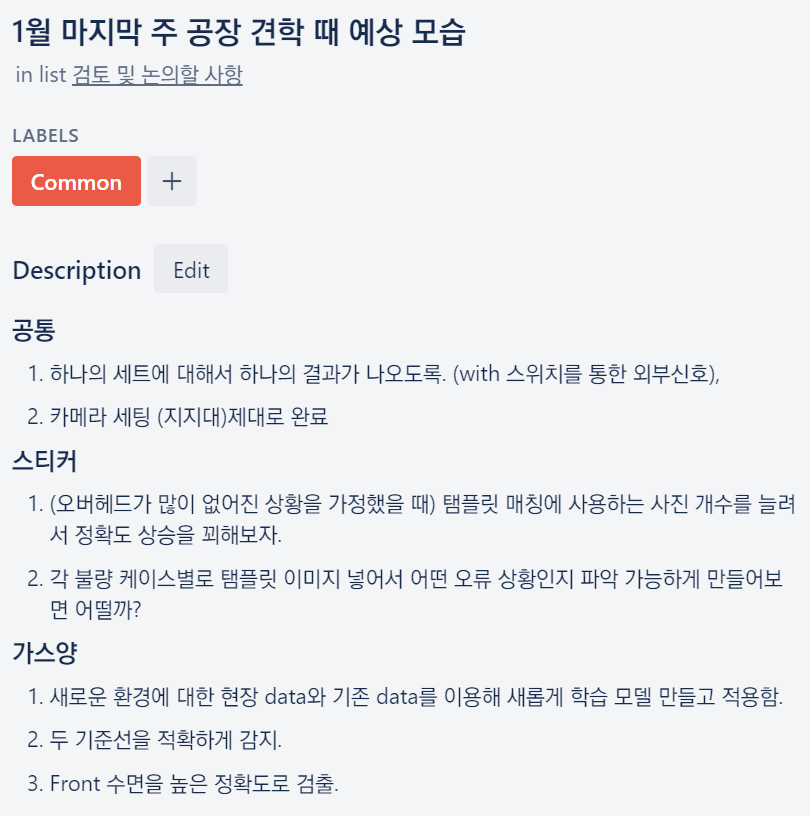 1월 마지막 주 공장 견학 때 예상 모습
in list 검토 및 논의할 사항
LABELS
Common +
Description Edit
공통
1. 하나의 세트에 대해서 하나의 결과가 나오도록. (with 스위치를 통한 외부신호),
2. 카메라 세팅 (지지대)제대로 완료
스티커
1. (오버헤드가 많이 없어진 상황을 가정했을 때) 탬플릿 매칭에 사용하는 사진 개수를 늘려
서 정확도 상승을 꾀해보자.
2. 각 불량 케이스별로 탬플릿 이미지 넣어서 어떤 오류 상황인지 파악 가능하게 만들어보
면 어떨까?
가스양
1. 새로운 환경에 대한 현장 data와 기존 data를 이용해 새롭게 학습 모델 만들고 적용함.
2. 두 기준선을 적확하게 감지.
3. Front 수면을 높은 정확도로 검출.